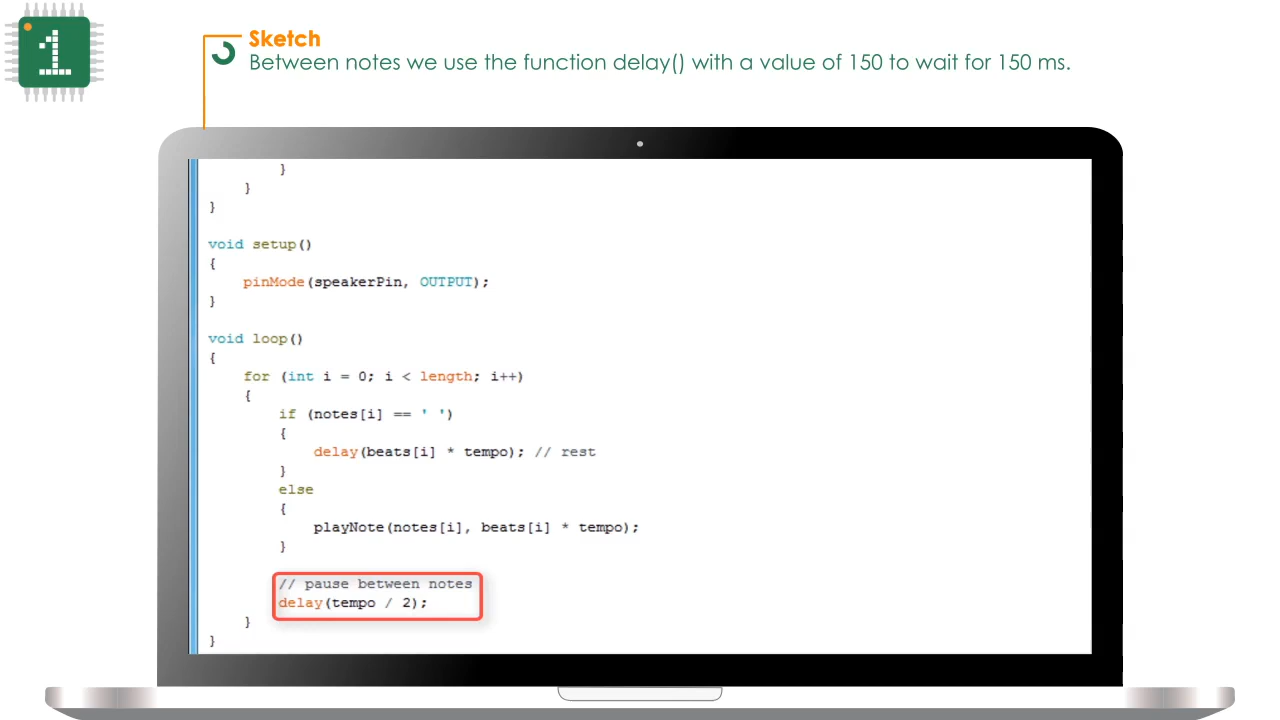 1
Sketch
Between notes we use the function delay() with a value of 150 to wait for 150 ms.
}
}
}
void setup()
{
pinMode(speakerPin, OUTPUT);
}
void loop()
{
for (int i = 0; i < length; i++)
{
if (notes[i] == ' ')
{
delay(beats[i] * tempo); // rest
}
else
{
playNote(notes[i], beats[i] * tempo);
}
// pause between notes
delay(tempo / 2);
}
}